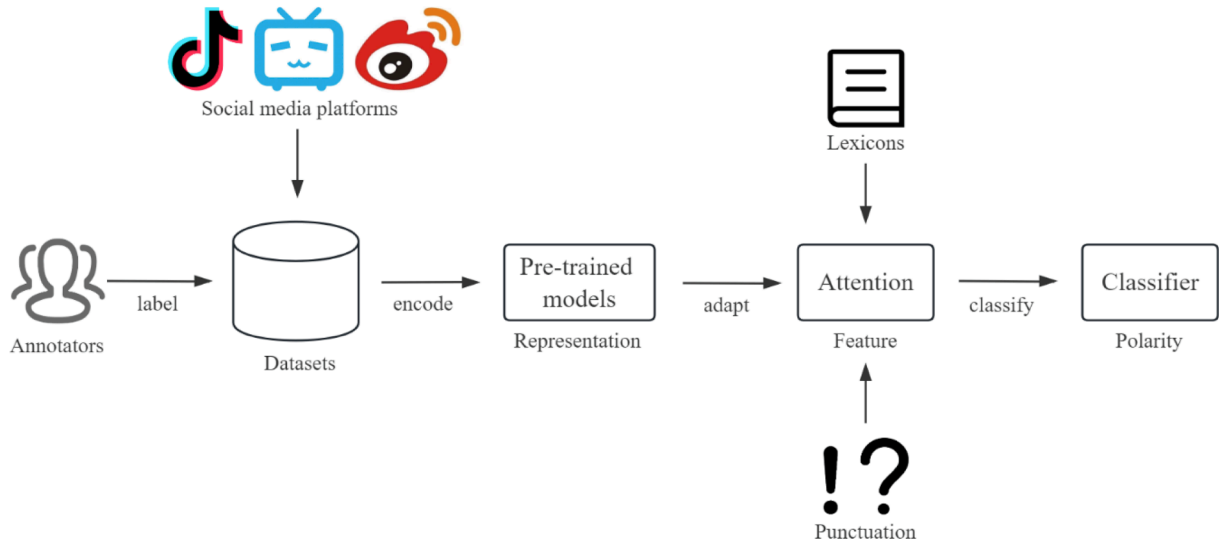 Social media platforms
Lexicons
Annotators
label
Datasets
encode
Pre-trained
models
Representation
adapt
Attention
Feature
classify
Classifier
Polarity
!?
Punctuation